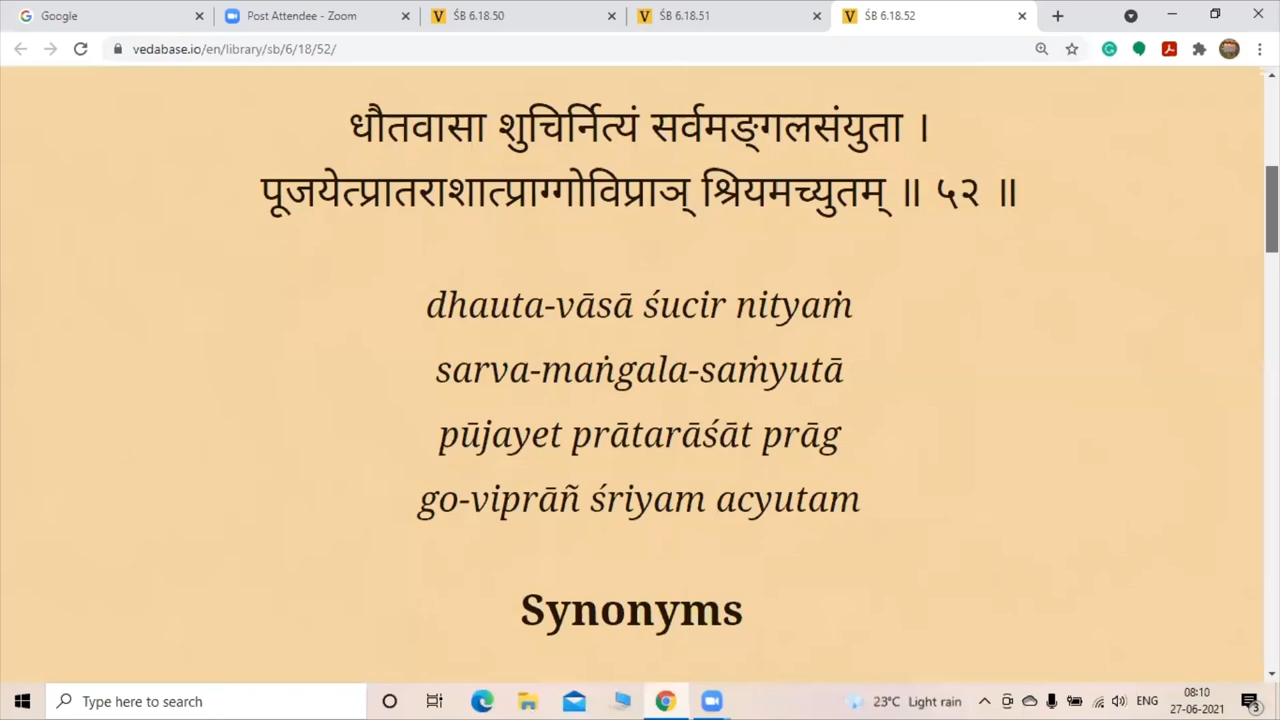 Google
Post Attendee - Zoom
V ŚB 6.18.50
V ŚB 6.18.51
V ŚB 6.18.52
vedabase.io/en/library/sb/6/18/52/
धौतवासा शुचिर्नित्यं सर्वमङ्गलसंयुता ।
पूजयेत्प्रातराशात्प्राग्गोविप्राञ् श्रियमच्युतम् ॥ ५२ ॥
dhauta-vāsā śucir nityaṁ
sarva-maṅgala-saṁyutā
pūjayet prātarāśāt prāg
go-viprāñ śriyam acyutam
Synonyms
Type here to search
23°C Light rain
ENG
08:10
27-06-2021
3